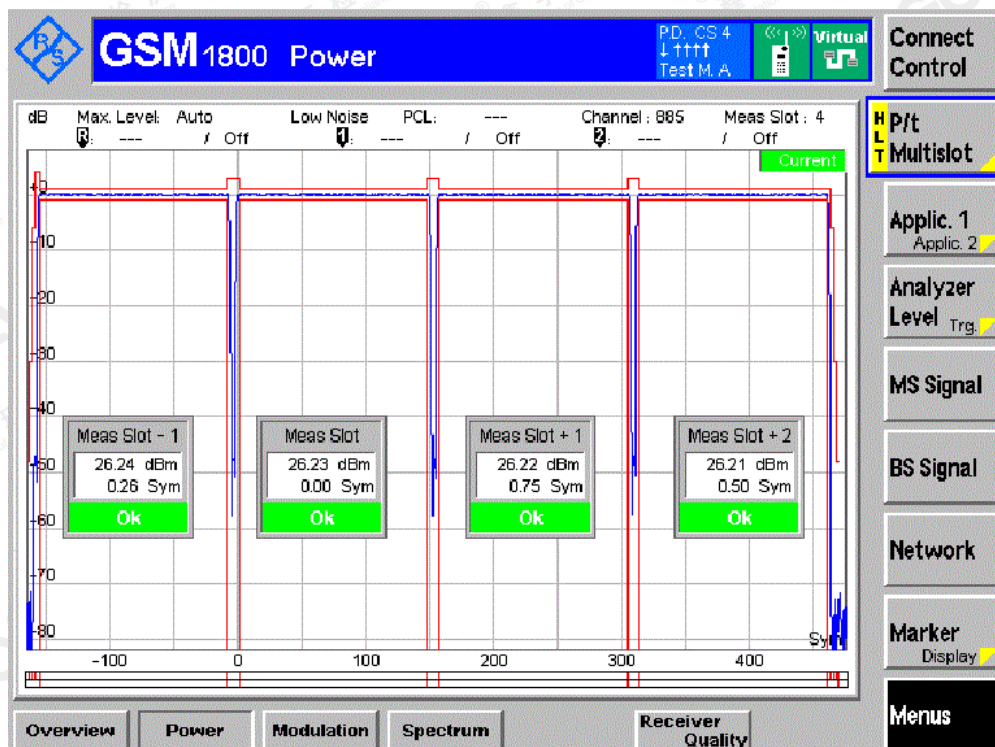 R/S
GSM 1800 Power
P.D. CS 4
↓↑↑↑↑
Test M. A
Virtual
Connect Control
dB
Max. Level: Auto
Low Noise
PCL: ---
Channel : 885
Meas Slot : 4
R: --- / Off
1: --- / Off
2: --- / Off
Current
H L T
P/t Multislot
+0
-10
-20
-30
-40
-50
-60
-70
-80
Meas Slot - 1
26.24 dBm
0.26 Sym
Ok
Meas Slot
26.23 dBm
0.00 Sym
Ok
Meas Slot + 1
26.22 dBm
0.75 Sym
Ok
Meas Slot + 2
26.21 dBm
0.50 Sym
Ok
Sym
-100
0
100
200
300
400
Applic. 1
Applic. 2
Analyzer
Level Trg.
MS Signal
BS Signal
Network
Marker
Display
Menus
Overview
Power
Modulation
Spectrum
Receiver
Quality